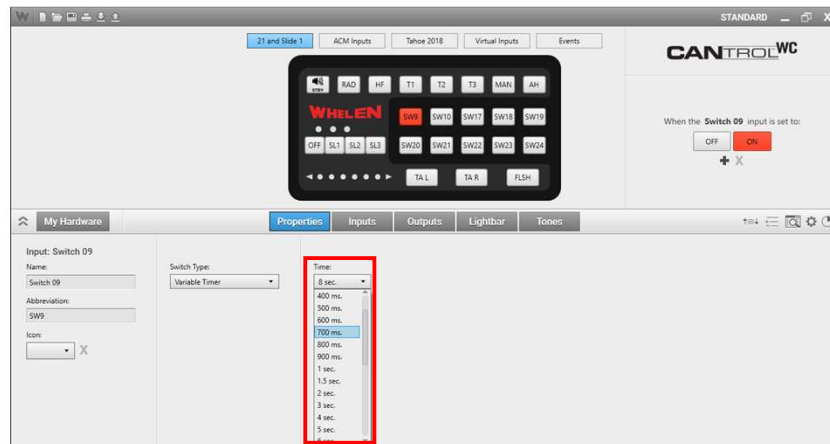 W STANDARD
21 and Slide 1 ACM Inputs Tahoe 2018 Virtual Inputs Events
CANTROLWC
STBY RAD HF T1 T2 T3 MAN AH
WHELEN SW9 SW10 SW17 SW18 SW19
OFF SL1 SL2 SL3 SW20 SW21 SW22 SW23 SW24
TA L TA R FLSH
When the Switch 09 input is set to:
OFF ON
X
My Hardware Properties Inputs Outputs Lightbar Tones
Input: Switch 09
Name: Switch Type: Time:
Switch 09 Variable Timer 8 sec.
Abbreviation:
SW9
Icon:
X
400 ms.
500 ms.
600 ms.
700 ms.
800 ms.
900 ms.
1 sec.
1.5 sec.
2 sec.
3 sec.
4 sec.
5 sec.
6 sec.